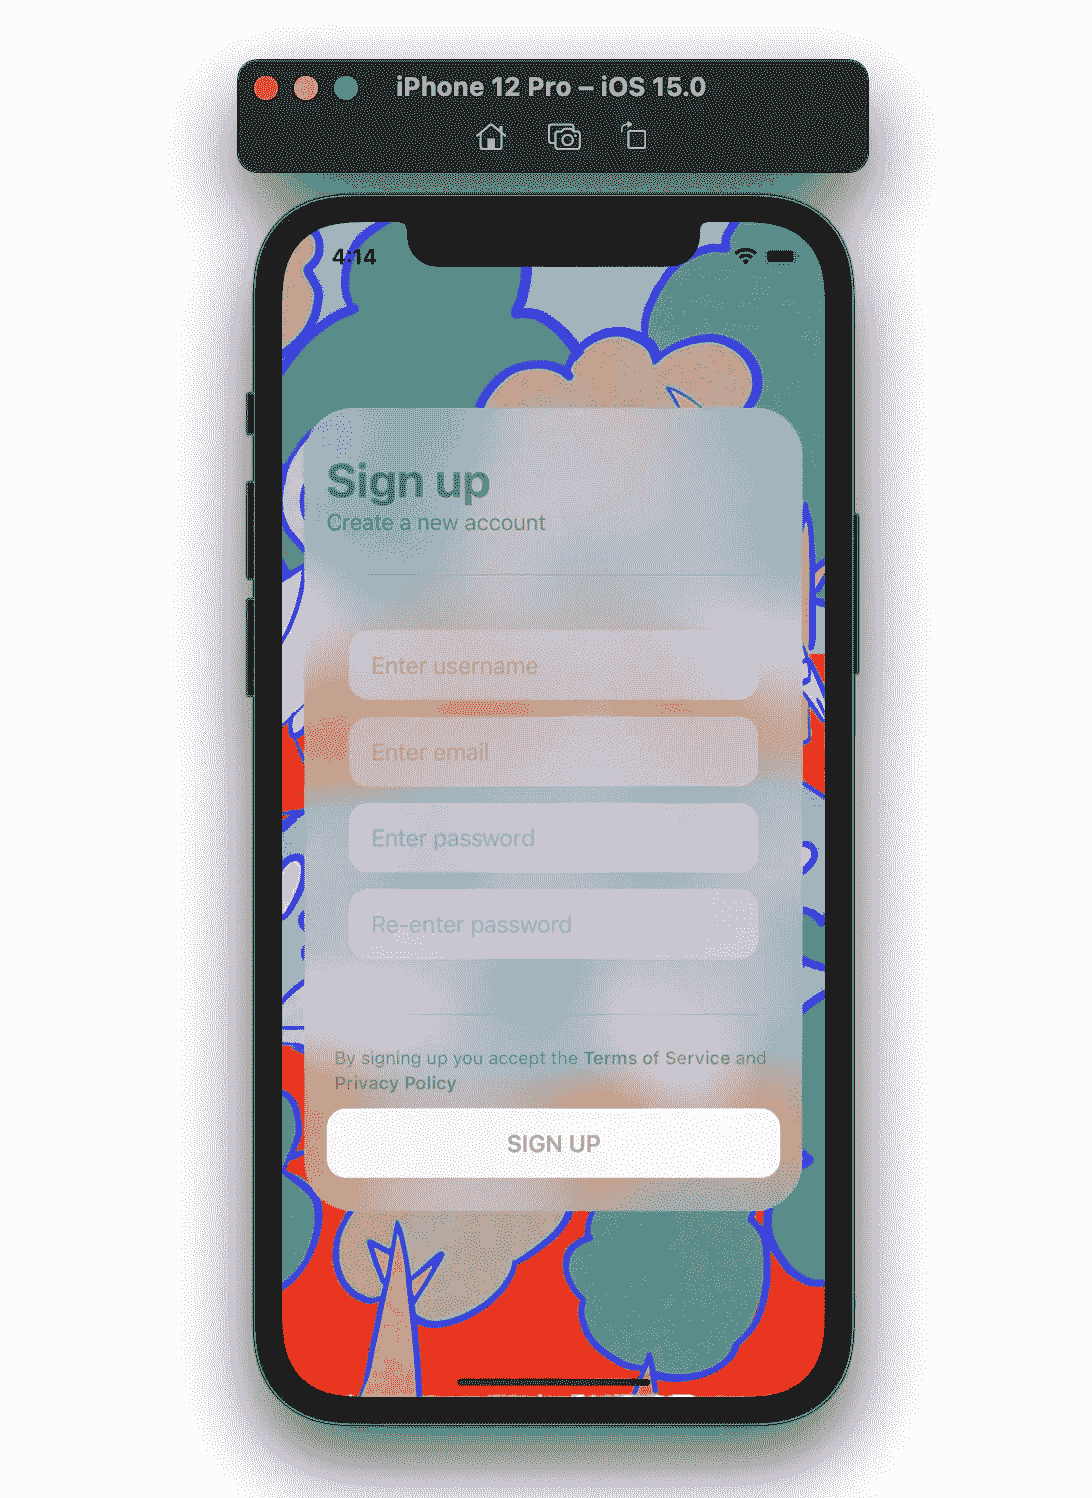 iPhone 12 Pro – iOS 15.0
4:14
Sign up
Create a new account
Enter username
Enter email
Enter password
Re-enter password
By signing up you accept the Terms of Service and
Privacy Policy
SIGN UP